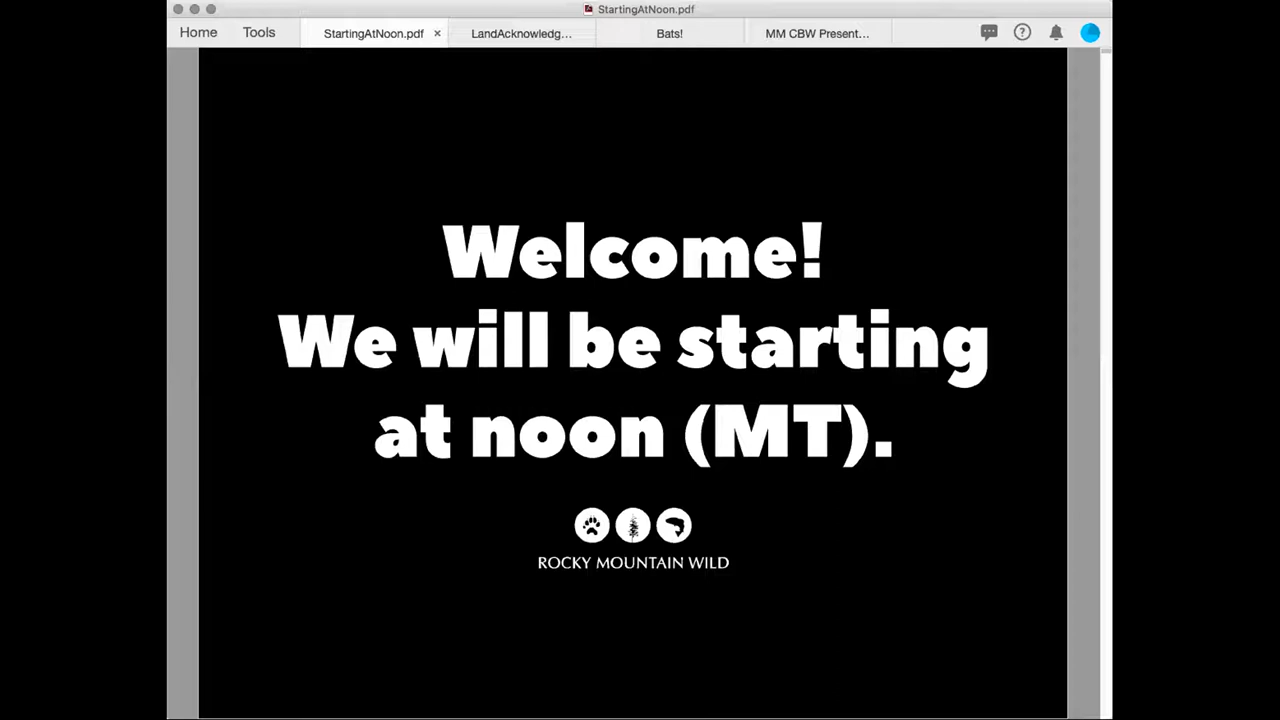 StartingAtNoon.pdf
Home Tools StartingAtNoon.pdf × LandAcknowledg... Bats! MM CBW Present... ?
Welcome!
We will be starting
at noon (MT).
ROCKY MOUNTAIN WILD